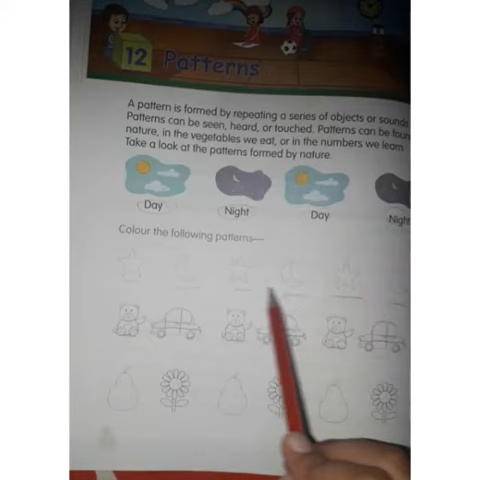 12 Patterns
A pattern is formed by repeating a series of objects or sounds
Patterns can be seen, heard, or touched. Patterns can be foun
nature, in the vegetables we eat, or in the numbers we learn
Take a look at the patterns formed by nature.
Day Night Day Night
Colour the following patterns—